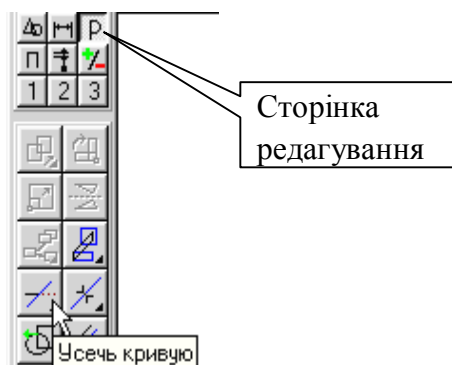 Р
П
1 2 3
Сторінка
редагування
Усечь кривую